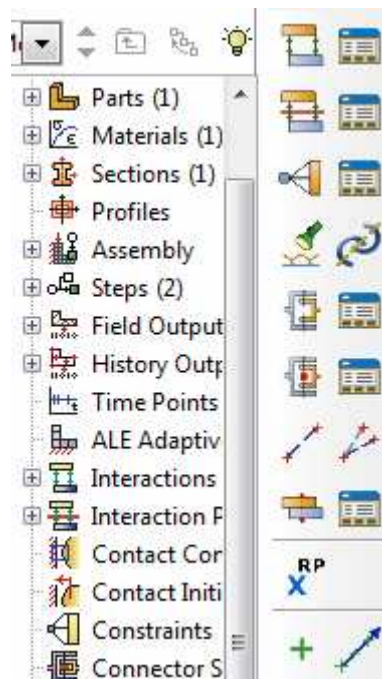 Parts (1)
Materials (1)
Sections (1)
Profiles
Assembly
Steps (2)
Field Output
History Outp
Time Points
ALE Adaptiv
Interactions
Interaction P
Contact Con
Contact Initi
Constraints
Connector S
RP